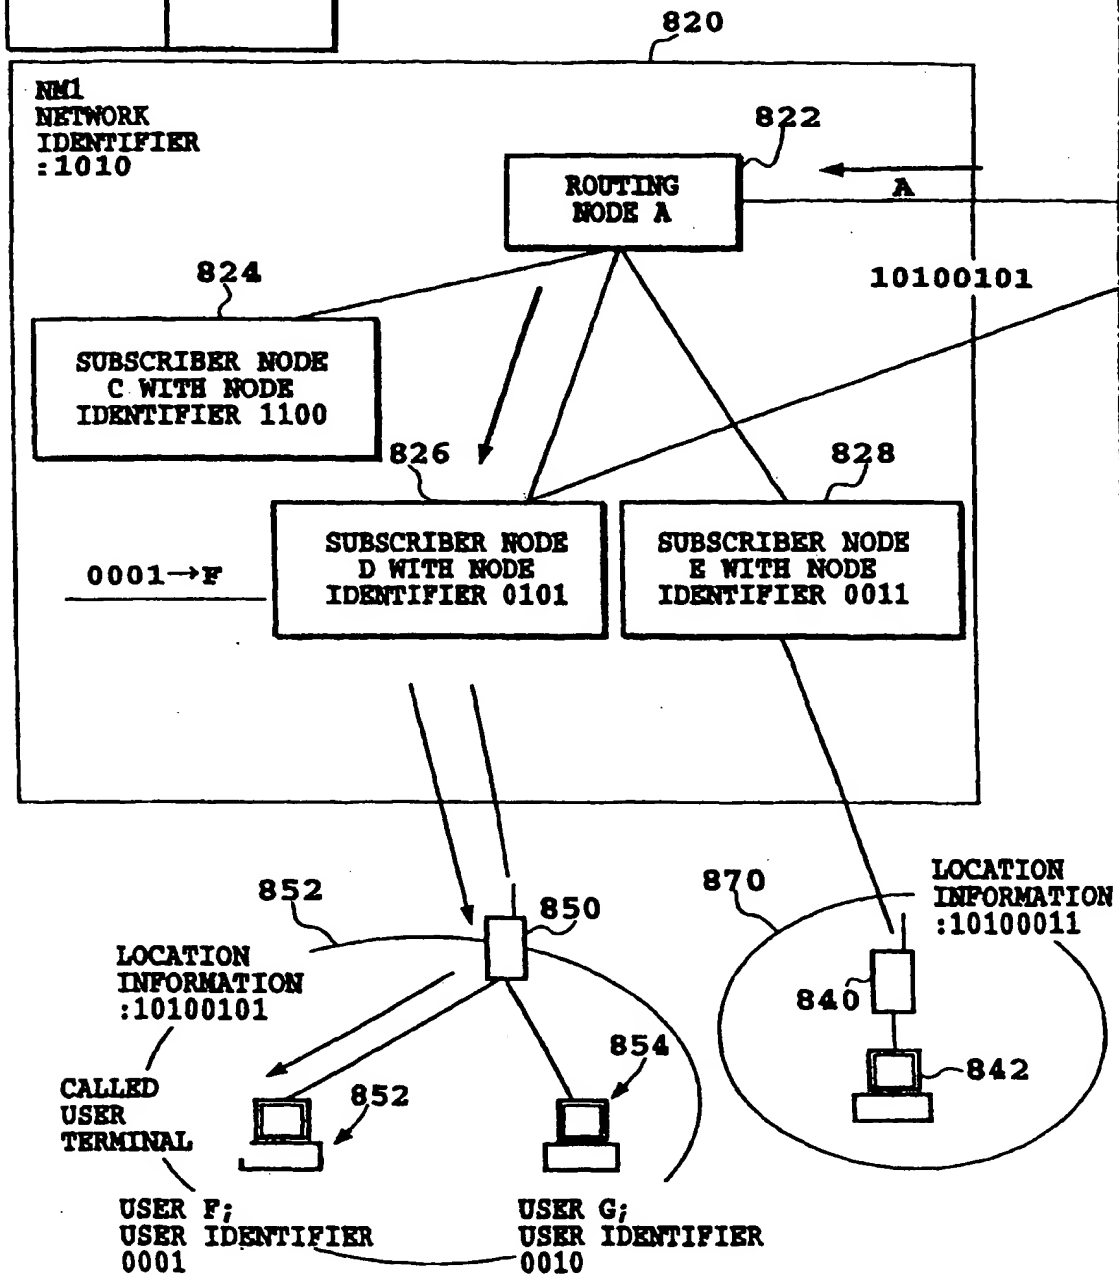 820
NM1
NETWORK
IDENTIFIER
:1010
822
ROUTING
NODE A
A
824
10100101
SUBSCRIBER NODE
C WITH NODE
IDENTIFIER 1100
826
828
SUBSCRIBER NODE
D WITH NODE
IDENTIFIER 0101
SUBSCRIBER NODE
E WITH NODE
IDENTIFIER 0011
0001→F
852
850
870
LOCATION
INFORMATION
:10100011
LOCATION
INFORMATION
:10100101
840
854
842
852
CALLED
USER
TERMINAL
USER F;
USER IDENTIFIER
0001
USER G;
USER IDENTIFIER
0010